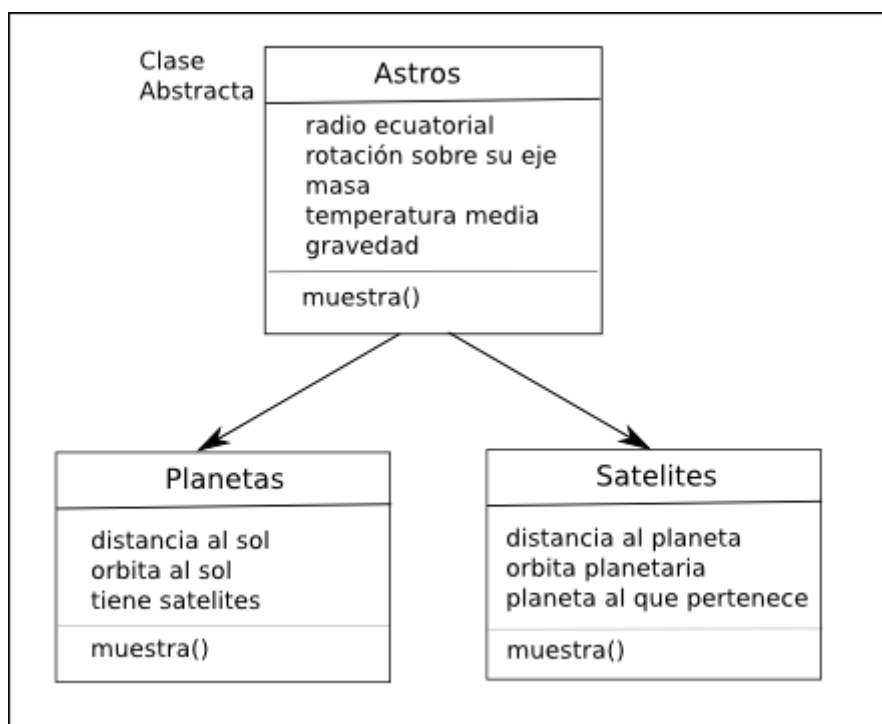 Clase
Abstracta
Astros
radio ecuatorial
rotación sobre su eje
masa
temperatura media
gravedad
muestra()
Planetas
distancia al sol
orbita al sol
tiene satelites
muestra()
Satelites
distancia al planeta
orbita planetaria
planeta al que pertenece
muestra()